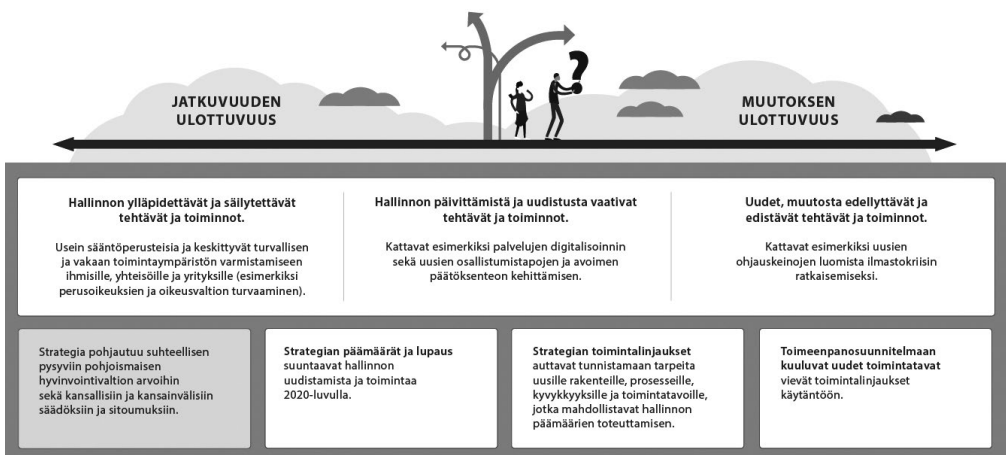 ?
JATKUVUUDEN
ULOTTUVUUS
MUUTOKSEN
ULOTTUVUUS
Hallinnon ylläpidettävät ja säilytettävät
tehtävät ja toiminnot.
Usein sääntöperusteisia ja keskittyvät turvallisen
ja vakaan toimintaympäristön varmistamiseen
ihmisille, yhteisöille ja yrityksille (esimerkiksi
perusoikeuksien ja oikeusvaltion turvaaminen).
Hallinnon päivittämistä ja uudistusta vaativat
tehtävät ja toiminnot.
Kattavat esimerkiksi palvelujen digitalisoinnin
sekä uusien osallistumistapojen ja avoimen
päätöksenteon kehittämisen.
Uudet, muutosta edellyttävät ja
edistävät tehtävät ja toiminnot.
Kattavat esimerkiksi uusien
ohjauskeinojen luomista ilmastokriisin
ratkaisemiseksi.
Strategia pohjautuu suhteellisen
pysyviin pohjoismaisen
hyvinvointivaltion arvoihin
sekä kansallisiin ja kansainvälisiin
säädöksiin ja sitoumuksiin.
Strategian päämäärät ja lupaus
suuntaavat hallinnon
uudistamista ja toimintaa
2020-luvulla.
Strategian toimintalinjaukset
auttavat tunnistamaan tarpeita
uusille rakenteille, prosesseille,
kyvykkyyksille ja toimintatavoille,
jotka mahdollistavat hallinnon
päämäärien toteuttamisen.
Toimeenpanosuunnitelmaan
kuuluvat uudet toimintatavat
vievät toimintalinjaukset
käytäntöön.